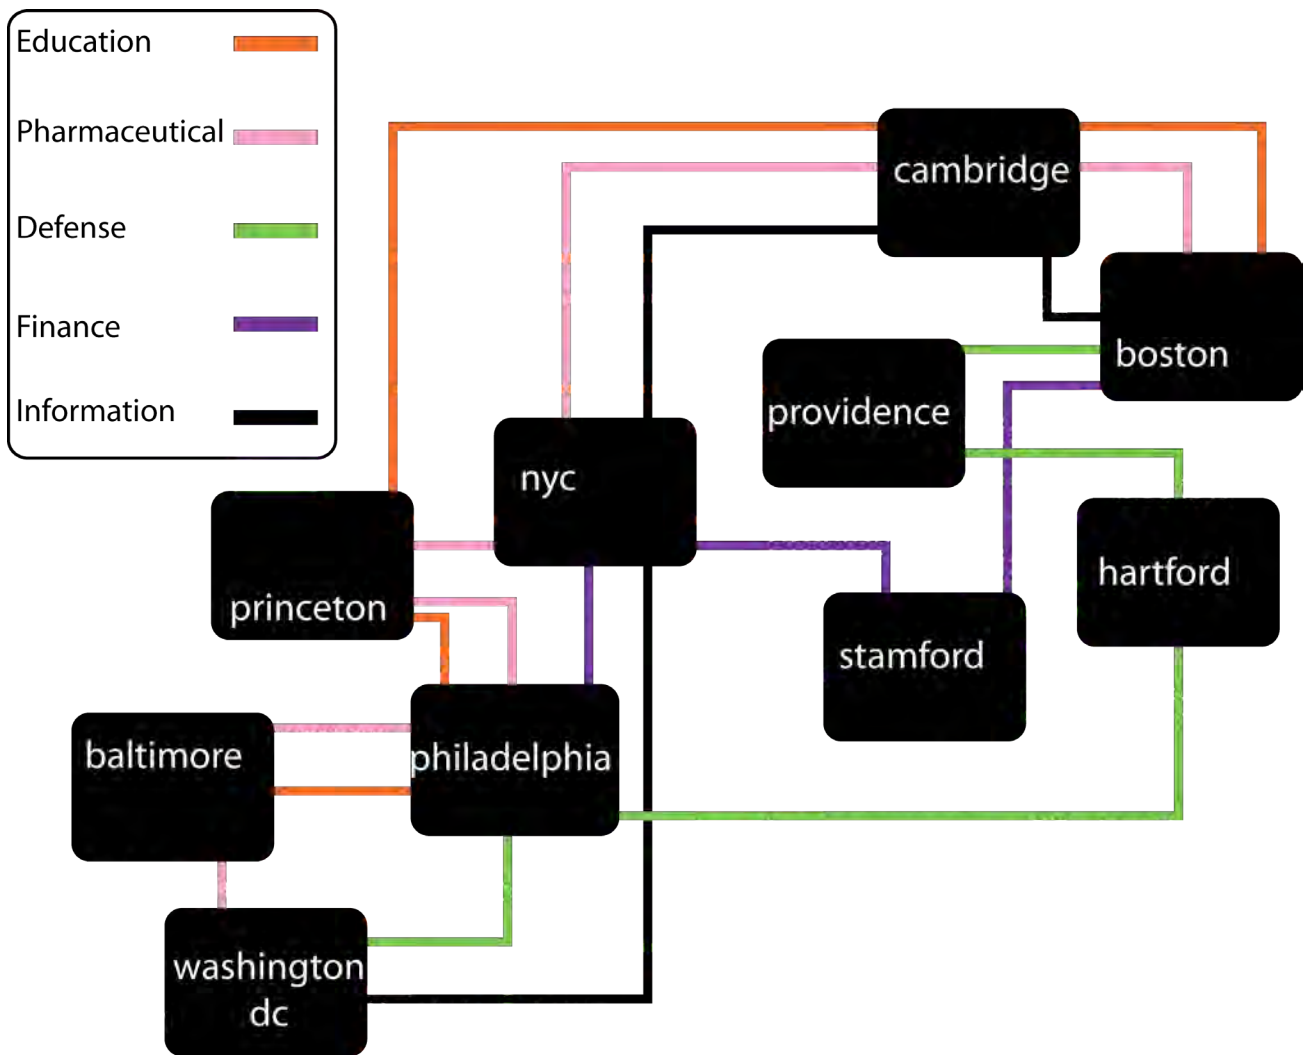 Education
Pharmaceutical
Defense
Finance
Information
cambridge
boston
providence
nyc
hartford
princeton
stamford
baltimore
philadelphia
washington
dc